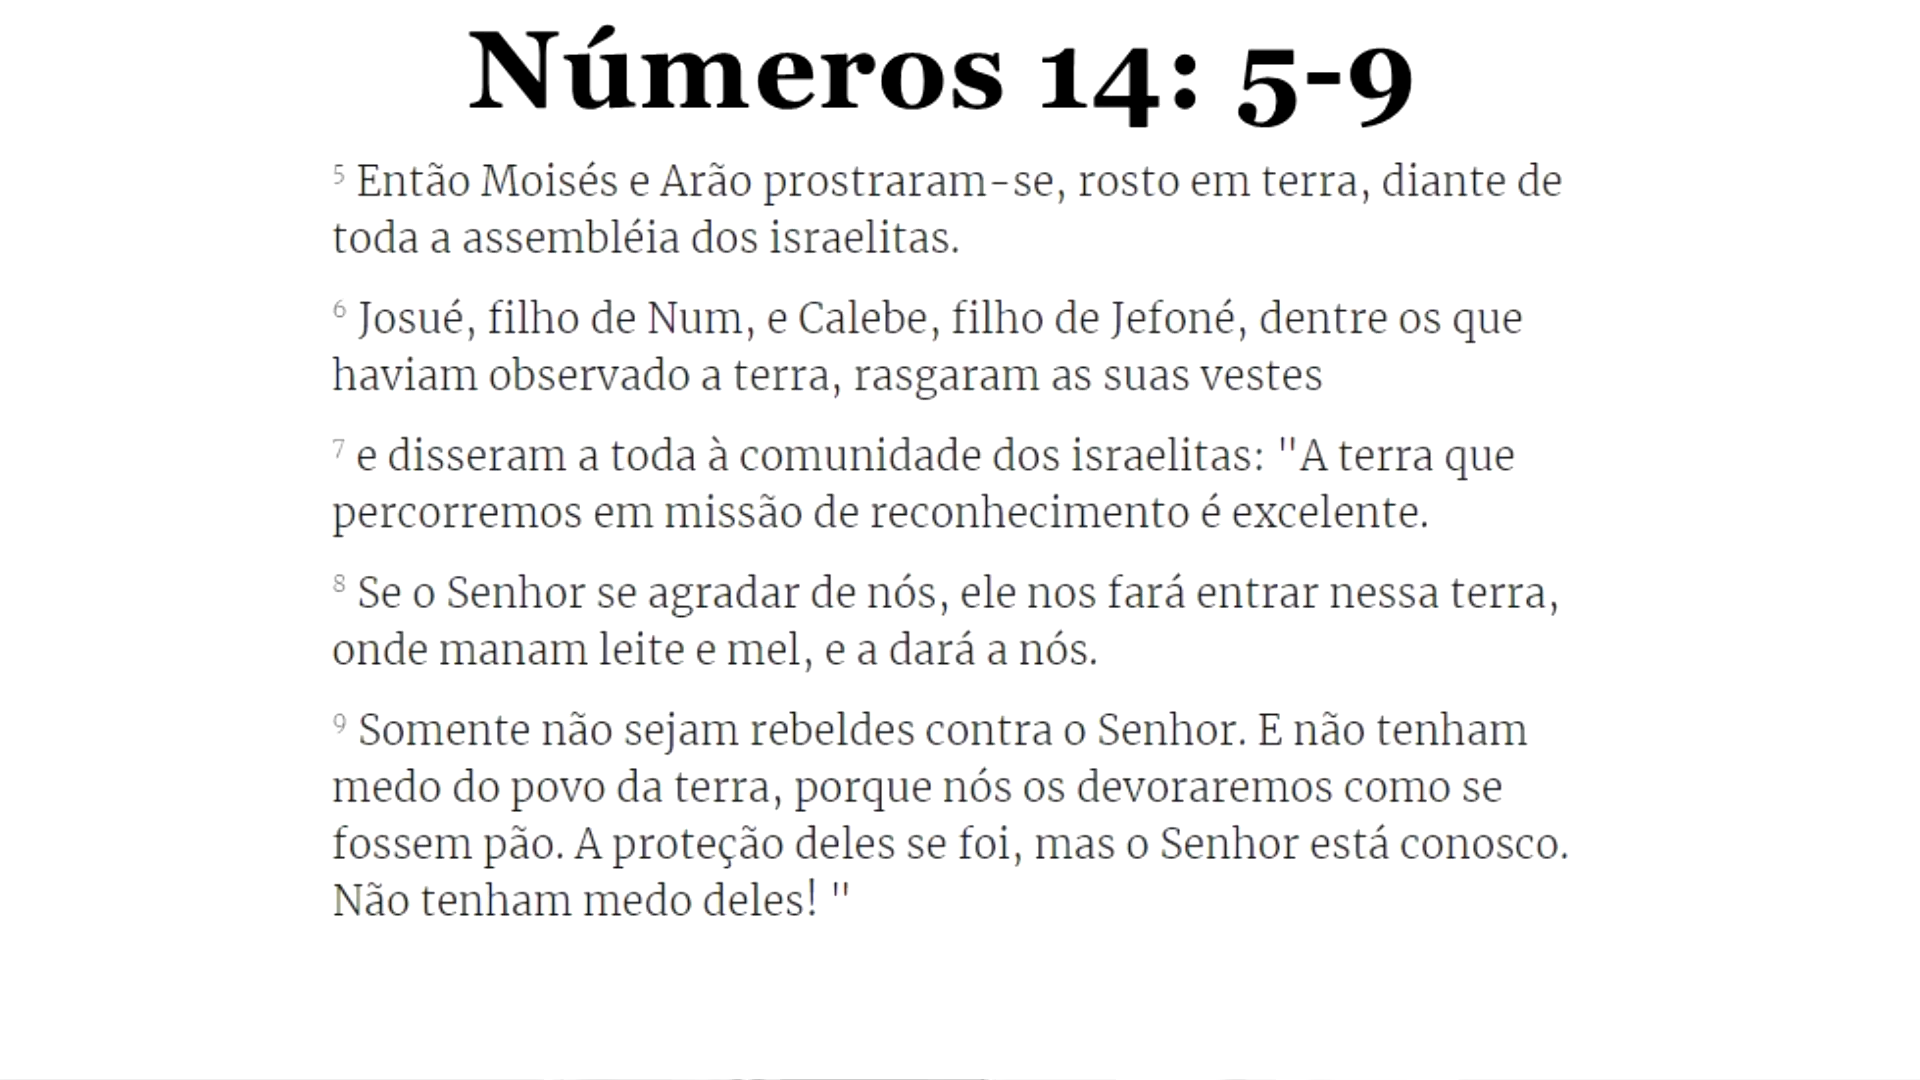 Números 14: 5-9
5 Então Moisés e Arão prostraram-se, rosto em terra, diante de
toda a assembléia dos israelitas.
6 Josué, filho de Num, e Calebe, filho de Jefoné, dentre os que
haviam observado a terra, rasgaram as suas vestes
7 e disseram a toda à comunidade dos israelitas: "A terra que
percorremos em missão de reconhecimento é excelente.
8 Se o Senhor se agradar de nós, ele nos fará entrar nessa terra,
onde manam leite e mel, e a dará a nós.
9 Somente não sejam rebeldes contra o Senhor. E não tenham
medo do povo da terra, porque nós os devoraremos como se
fossem pão. A proteção deles se foi, mas o Senhor está conosco.
Não tenham medo deles! "